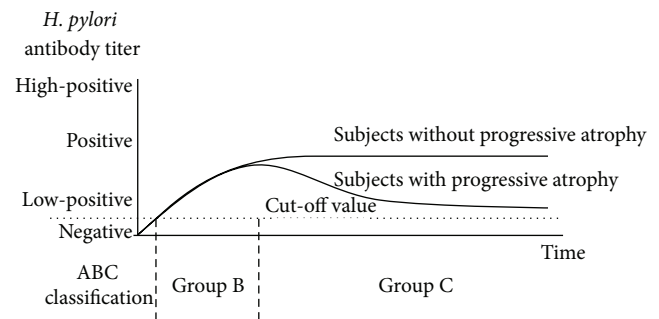 H. pylori
antibody titer
High-positive
Positive
Subjects without progressive atrophy
Subjects with progressive atrophy
Low-positive
Cut-off value
Negative
Time
ABC
classification
Group B
Group C